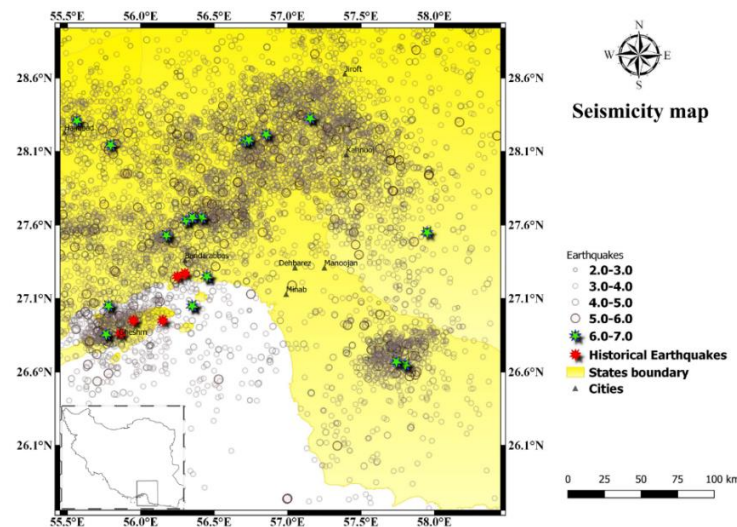 55.5°E 56.0°E 56.5°E 57.0°E 57.5°E 58.0°E
28.6°N
28.6°N
28.1°N
28.1°N
27.6°N
27.6°N
27.1°N
27.1°N
26.6°N
26.6°N
26.1°N
26.1°N
Kahnooj
Bandarabbas
Dehbarez
Manoojan
Minab
55.5°E 56.0°E 56.5°E 57.0°E 57.5°E 58.0°E
N
W
E
S
Seismicity map
Earthquakes
2.0-3.0
3.0-4.0
4.0-5.0
5.0-6.0
6.0-7.0
Historical Earthquakes
States boundary
Cities
0 25 50 75 100 km